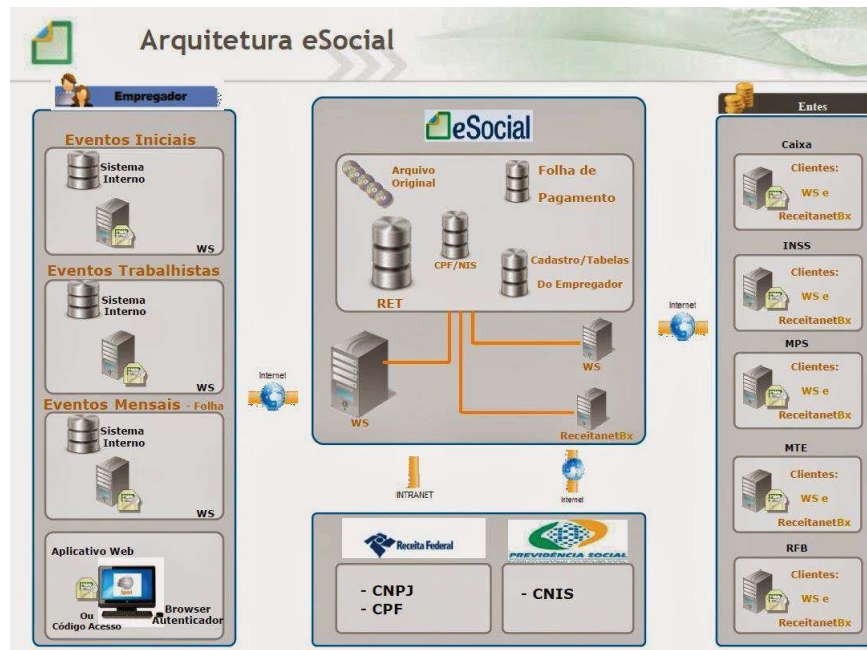 Arquitetura eSocial
Empregador
Eventos Iniciais
Sistema
Interno
WS
Eventos Trabalhistas
Sistema
Interno
WS
Eventos Mensais - Folha
Sistema
Interno
WS
Aplicativo Web
Ou
Código Acesso
Browser
Autenticador
Internet
eSocial
Arquivo
Original
Folha de
Pagamento
RET
CPF/NIS
Cadastro/Tabelas
Do Empregador
WS
WS
ReceitanetBx
INTRANET
Internet
Receita Federal
- CNPJ
- CPF
PREVIDÊNCIA SOCIAL
- CNIS
Internet
Entes
Caixa
Clientes:
WS e
ReceitanetBx
INSS
Clientes:
WS e
ReceitanetBx
MPS
Clientes:
WS e
ReceitanetBx
MTE
Clientes:
WS e
ReceitanetBx
RFB
Clientes:
WS e
ReceitanetBx